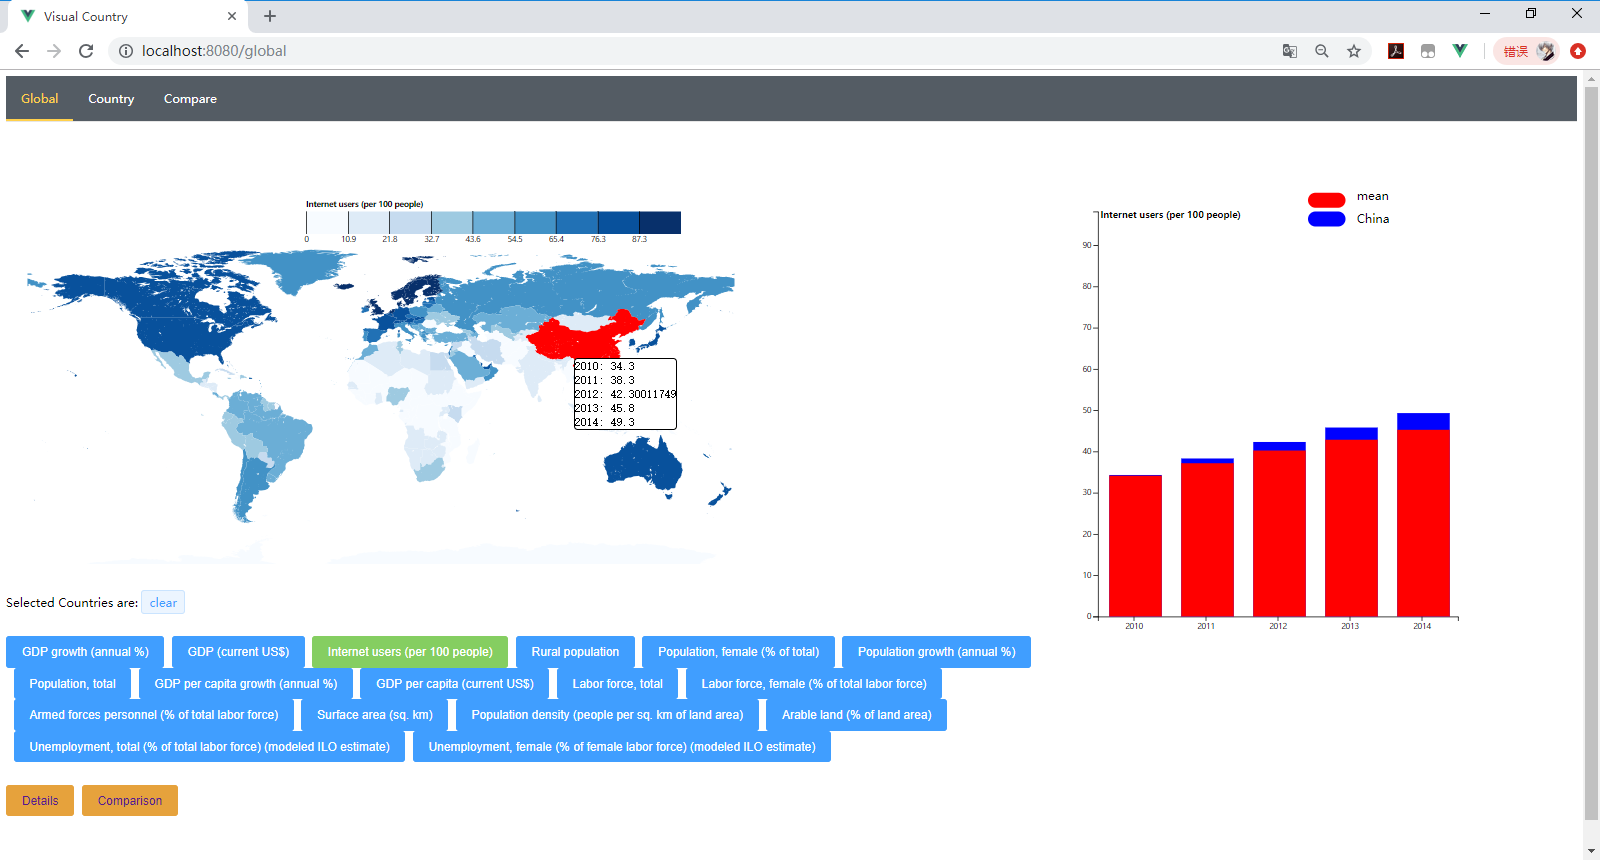 Visual Country
localhost:8080/global
错误
Global Country Compare
Internet users (per 100 people)
0 10.9 21.8 32.7 43.6 54.5 65.4 76.3 87.3
2010: 34.3
2011: 38.3
2012: 42.30011749
2013: 45.8
2014: 49.3
mean
China
Internet users (per 100 people)
90
80
70
60
50
40
30
20
10
0
2010 2011 2012 2013 2014
Selected Countries are: clear
GDP growth (annual %) GDP (current US$) Internet users (per 100 people) Rural population Population, female (% of total) Population growth (annual %)
Population, total GDP per capita growth (annual %) GDP per capita (current US$) Labor force, total Labor force, female (% of total labor force)
Armed forces personnel (% of total labor force) Surface area (sq. km) Population density (people per sq. km of land area) Arable land (% of land area)
Unemployment, total (% of total labor force) (modeled ILO estimate) Unemployment, female (% of female labor force) (modeled ILO estimate)
Details Comparison